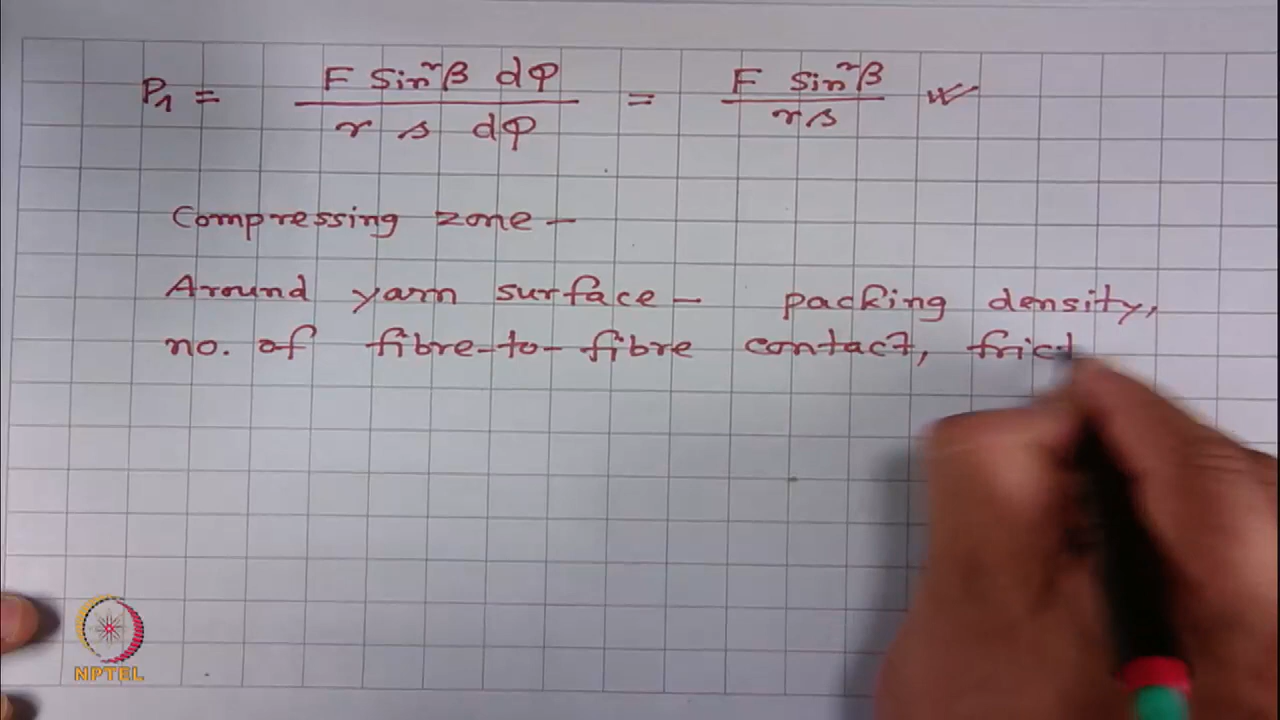 P₁ = F Sin²β dφ / r s dφ = F Sin²β / r s
Compressing zone –
Around yarn surface – packing density,
no. of fibre-to-fibre contact, frict
NPTEL